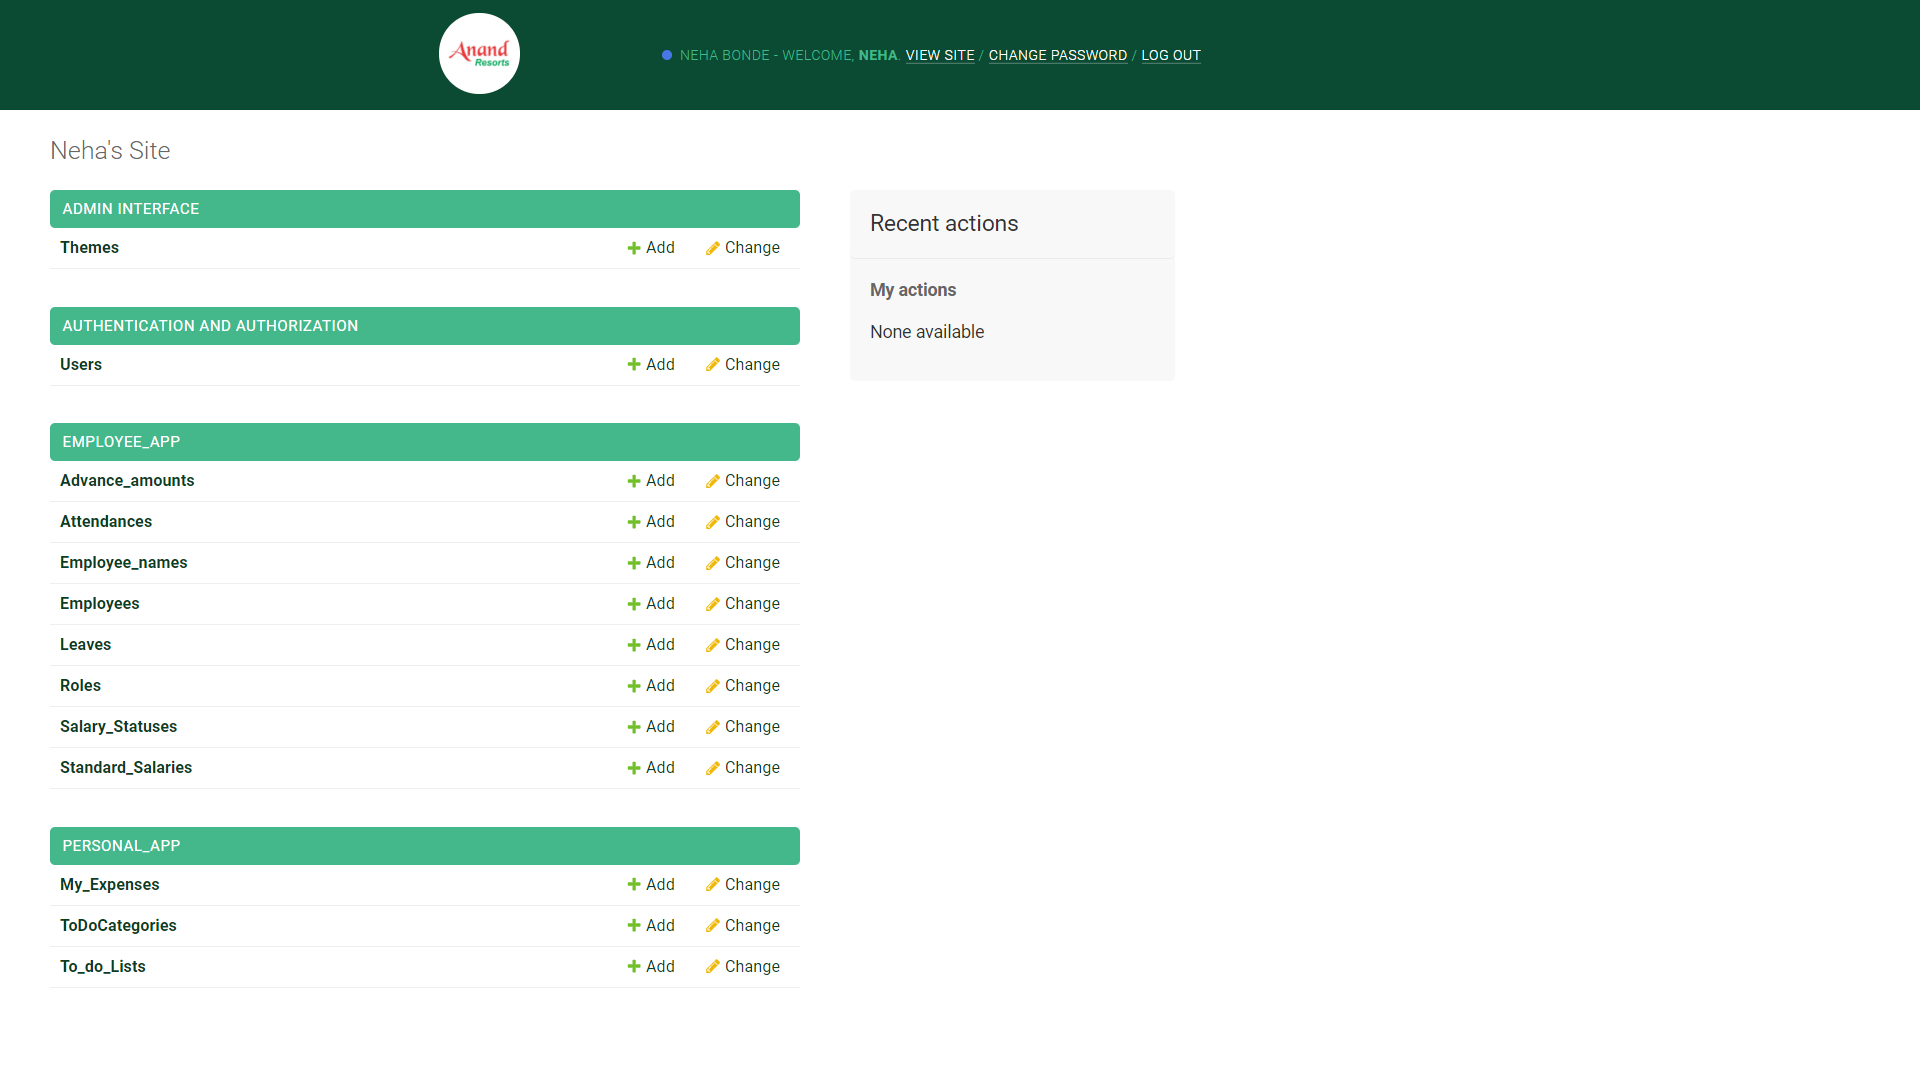 Anand
Resorts
NEHA BONDE - WELCOME, NEHA. VIEW SITE / CHANGE PASSWORD / LOG OUT
Neha's Site
ADMIN INTERFACE
Themes Add Change
AUTHENTICATION AND AUTHORIZATION
Users Add Change
EMPLOYEE_APP
Advance_amounts Add Change
Attendances Add Change
Employee_names Add Change
Employees Add Change
Leaves Add Change
Roles Add Change
Salary_Statuses Add Change
Standard_Salaries Add Change
PERSONAL_APP
My_Expenses Add Change
ToDoCategories Add Change
To_do_Lists Add Change
Recent actions
My actions
None available